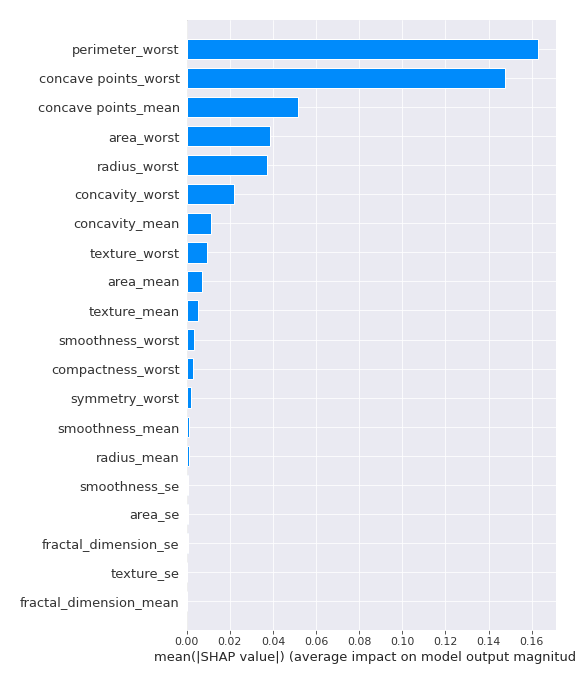 perimeter_worst
concave points_worst
concave points_mean
area_worst
radius_worst
concavity_worst
concavity_mean
texture_worst
area_mean
texture_mean
smoothness_worst
compactness_worst
symmetry_worst
smoothness_mean
radius_mean
smoothness_se
area_se
fractal_dimension_se
texture_se
fractal_dimension_mean
0.00 0.02 0.04 0.06 0.08 0.10 0.12 0.14 0.16
mean(|SHAP value|) (average impact on model output magnitud